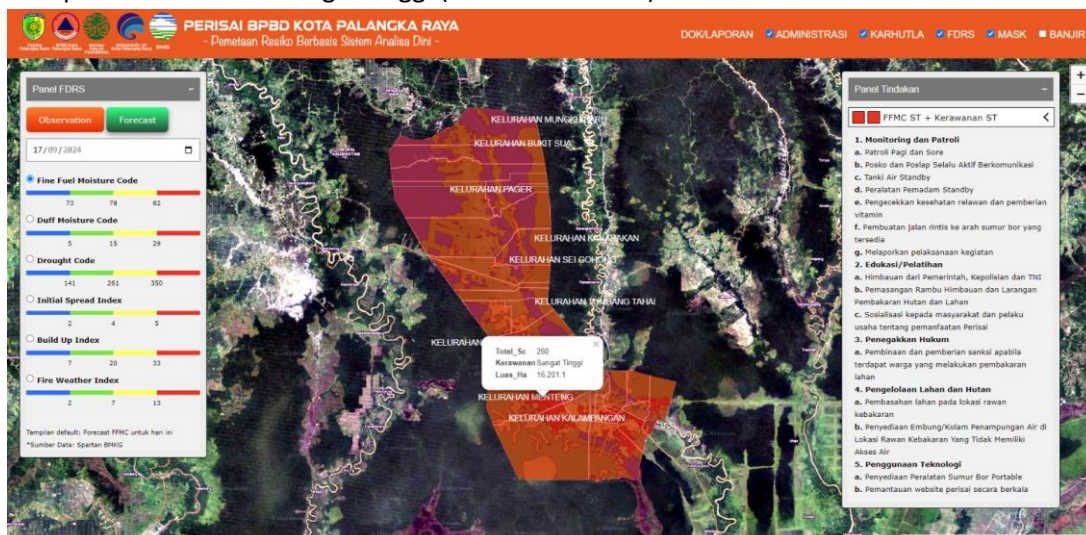 PERISAI BPBD KOTA PALANGKA RAYA
- Pemetaan Resiko Berbasis Sistem Analisa Dini -
BMKG
DOK/LAPORAN ADMINISTRASI KARHUTLA FDRS MASK BANJIR
Panel FDRS −
Observation Forecast
17/09/2024
Fine Fuel Moisture Code
73 78 82
Duff Moisture Code
5 15 29
Drought Code
141 261 350
Initial Spread Index
2 4 5
Build Up Index
7 20 33
Fire Weather Index
2 7 13
Tampilan default: Forecast FFMC untuk hari ini
*Sumber Data: Spartan BMKG
KELURAHAN
KELURAHAN BUKIT SUA
KELURAHAN PAGER
KELURAHAN
KELURAHAN SEI GOHONG
KELURAHAN TUMBANG TAHAI
KELURAHAN
Total_Sc 260
Kerawanan Sangat Tinggi
Luas_Ha 16.201.1
×
KELURAHAN MENTENG
KELURAHAN KALAMPANGAN
+
−
Panel Tindakan −
FFMC ST + Kerawanan ST
1. Monitoring dan Patroli
a. Patroli Pagi dan Sore
b. Posko dan Poslap Selalu Aktif Berkomunikasi
c. Tanki Air Standby
d. Peralatan Pemadam Standby
e. Pengecekkan kesehatan relawan dan pemberian
vitamin
f. Pembuatan jalan rintis ke arah sumur bor yang
tersedia
g. Melaporkan pelaksanaan kegiatan
2. Edukasi/Pelatihan
a. Himbauan dari Pemerintah, Kepolisian dan TNI
b. Pemasangan Rambu Himbauan dan Larangan
Pembakaran Hutan dan Lahan
c. Sosialisasi kepada masyarakat dan pelaku
usaha tentang pemanfaatan Perisai
3. Penegakkan Hukum
a. Pembinaan dan pemberian sanksi apabila
terdapat warga yang melakukan pembakaran
lahan
4. Pengelolaan Lahan dan Hutan
a. Pembasahan lahan pada lokasi rawan
kebakaran
b. Penyediaan Embung/Kolam Penampungan Air di
Lokasi Rawan Kebakaran Yang Tidak Memiliki
Akses Air
5. Penggunaan Teknologi
a. Penyediaan Peralatan Sumur Bor Portable
b. Pemantauan website perisai secara berkala